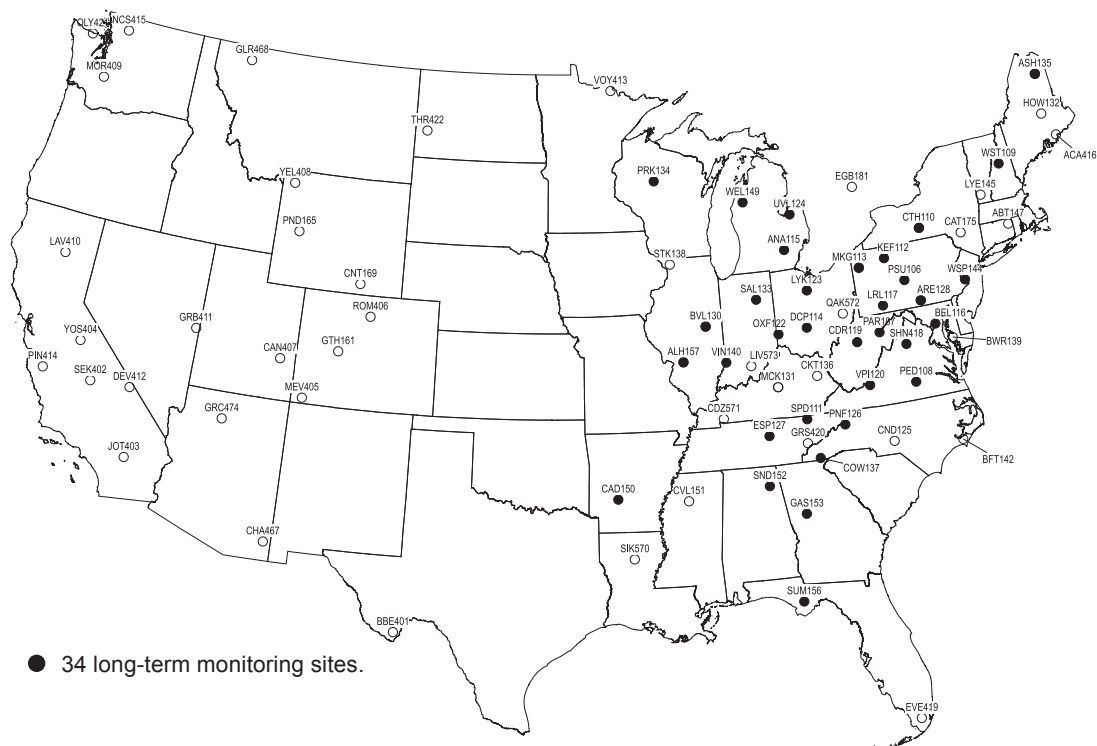 OLY421 NCS415
MOR409
GLR468
VOY413
ASH135
HOW132
ACA416
THR422
WST109
PRK134
YEL408
WEL149
EGB181
LYE145
UVL124
PND165
CTH110
CAT175
ABT147
LAV410
ANA115
KEF112
STK138
MKG113
CNT169
PSU106
WSP144
LYK123
SAL133
LRL117
ARE128
ROM406
QAK572
GRB411
BVL130
OXF122
DCP114
PAR107
BEL116
YOS404
CDR119
SHN418
BWR139
GTH161
CAN407
PIN414
ALH157
VIN140
LIV573
CKT136
SEK402
DEV412
MCK131
VPI120
PED108
MEV405
GRC474
CDZ571
SPD111
PNF126
ESP127
GRS420
CND125
JOT403
BFT142
COW137
SND152
CAD150
CVL151
GAS153
CHA467
SIK570
SUM156
BBE401
34 long-term monitoring sites.
EVE419